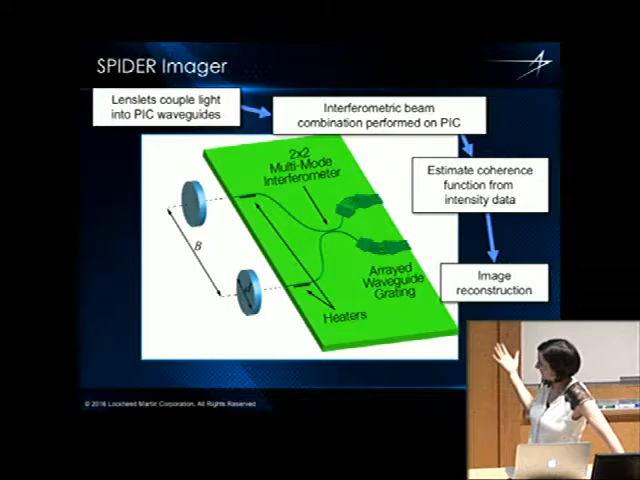 SPIDER Imager
Lenslets couple light
into PIC waveguides
Interferometric beam
combination performed on PIC
Estimate coherence
function from
intensity data
Image
reconstruction
2x2
Multi-Mode
Interferometer
B
Arrayed
Waveguide
Grating
Heaters
© 2016 Lockheed Martin Corporation, All Rights Reserved